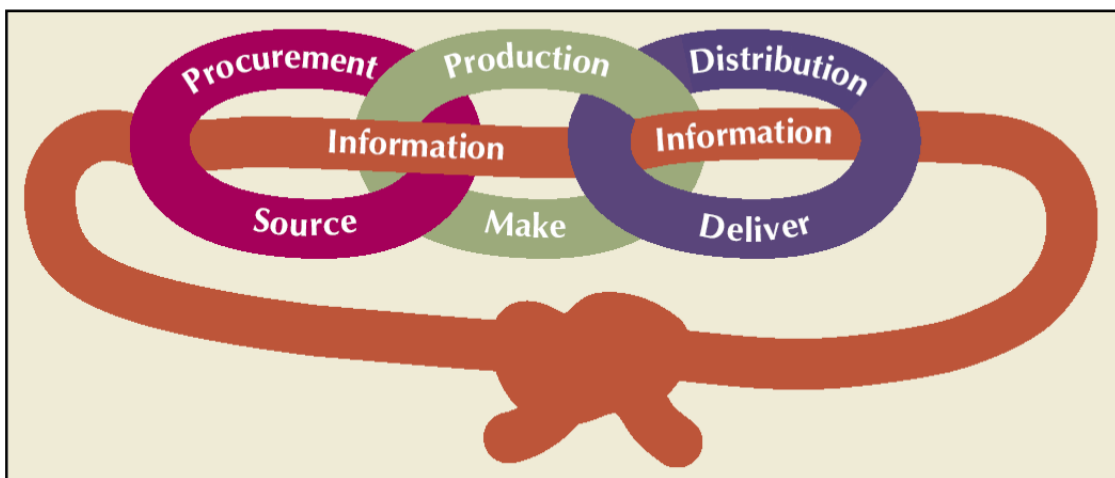 Procurement
Production
Distribution
Information
Information
Source
Make
Deliver